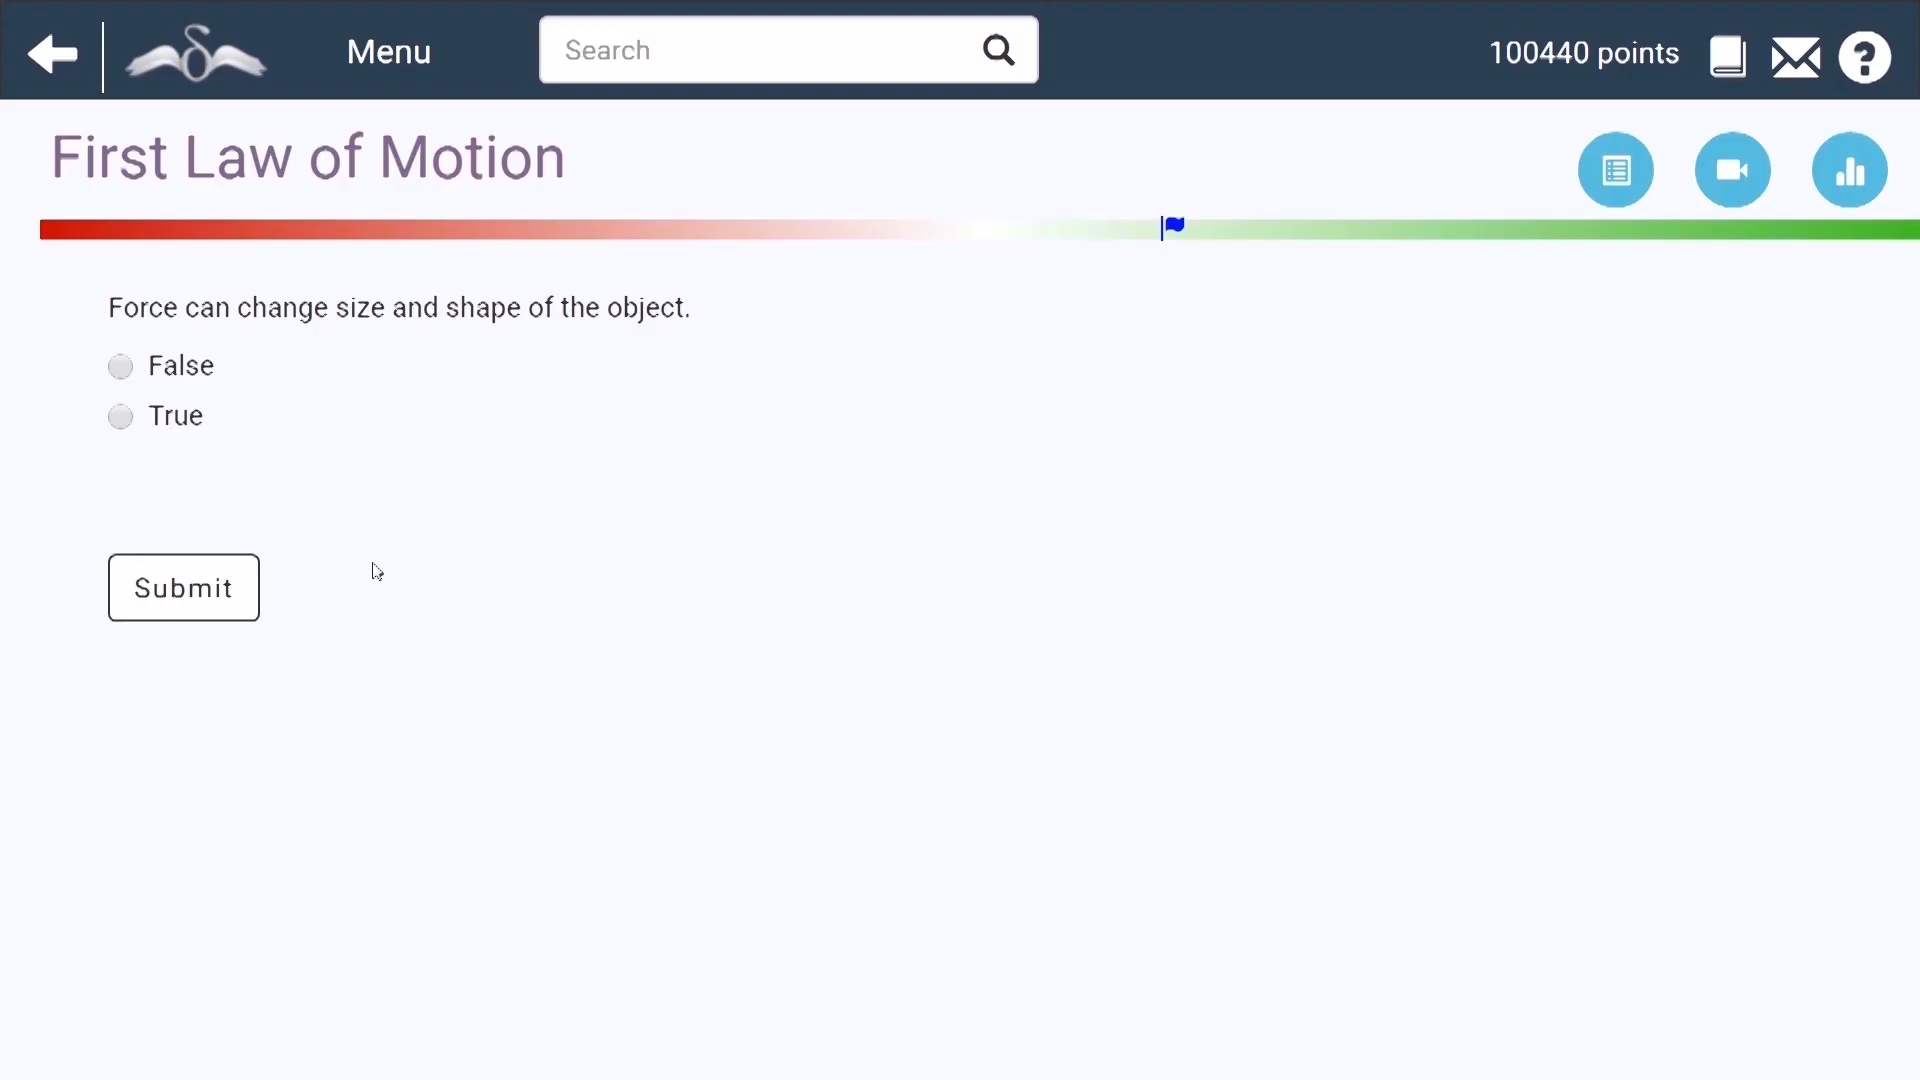 Menu
Search
100440 points
First Law of Motion
Force can change size and shape of the object.
False
True
Submit